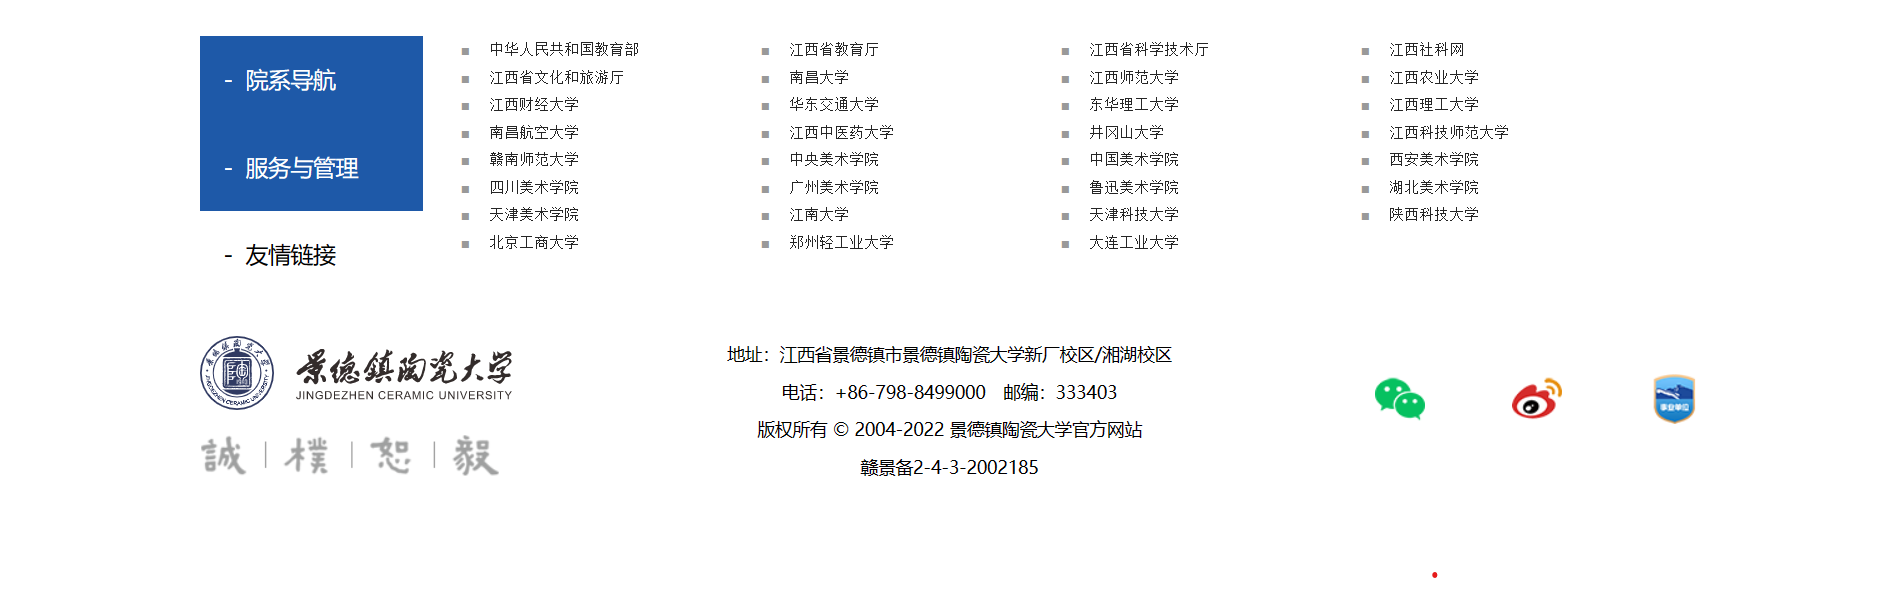 - 院系导航
- 服务与管理
- 友情链接
中华人民共和国教育部 江西省教育厅 江西省科学技术厅 江西社科网
江西省文化和旅游厅 南昌大学 江西师范大学 江西农业大学
江西财经大学 华东交通大学 东华理工大学 江西理工大学
南昌航空大学 江西中医药大学 井冈山大学 江西科技师范大学
赣南师范大学 中央美术学院 中国美术学院 西安美术学院
四川美术学院 广州美术学院 鲁迅美术学院 湖北美术学院
天津美术学院 江南大学 天津科技大学 陕西科技大学
北京工商大学 郑州轻工业大学 大连工业大学
景德镇陶瓷大学
JINGDEZHEN CERAMIC UNIVERSITY
景德镇陶瓷大学
JINGDEZHEN CERAMIC UNIVERSITY
誠 | 樸 | 恕 | 毅
地址：江西省景德镇市景德镇陶瓷大学新厂校区/湘湖校区
电话：+86-798-8499000 邮编：333403
版权所有 © 2004-2022 景德镇陶瓷大学官方网站
赣景备2-4-3-2002185
事业单位